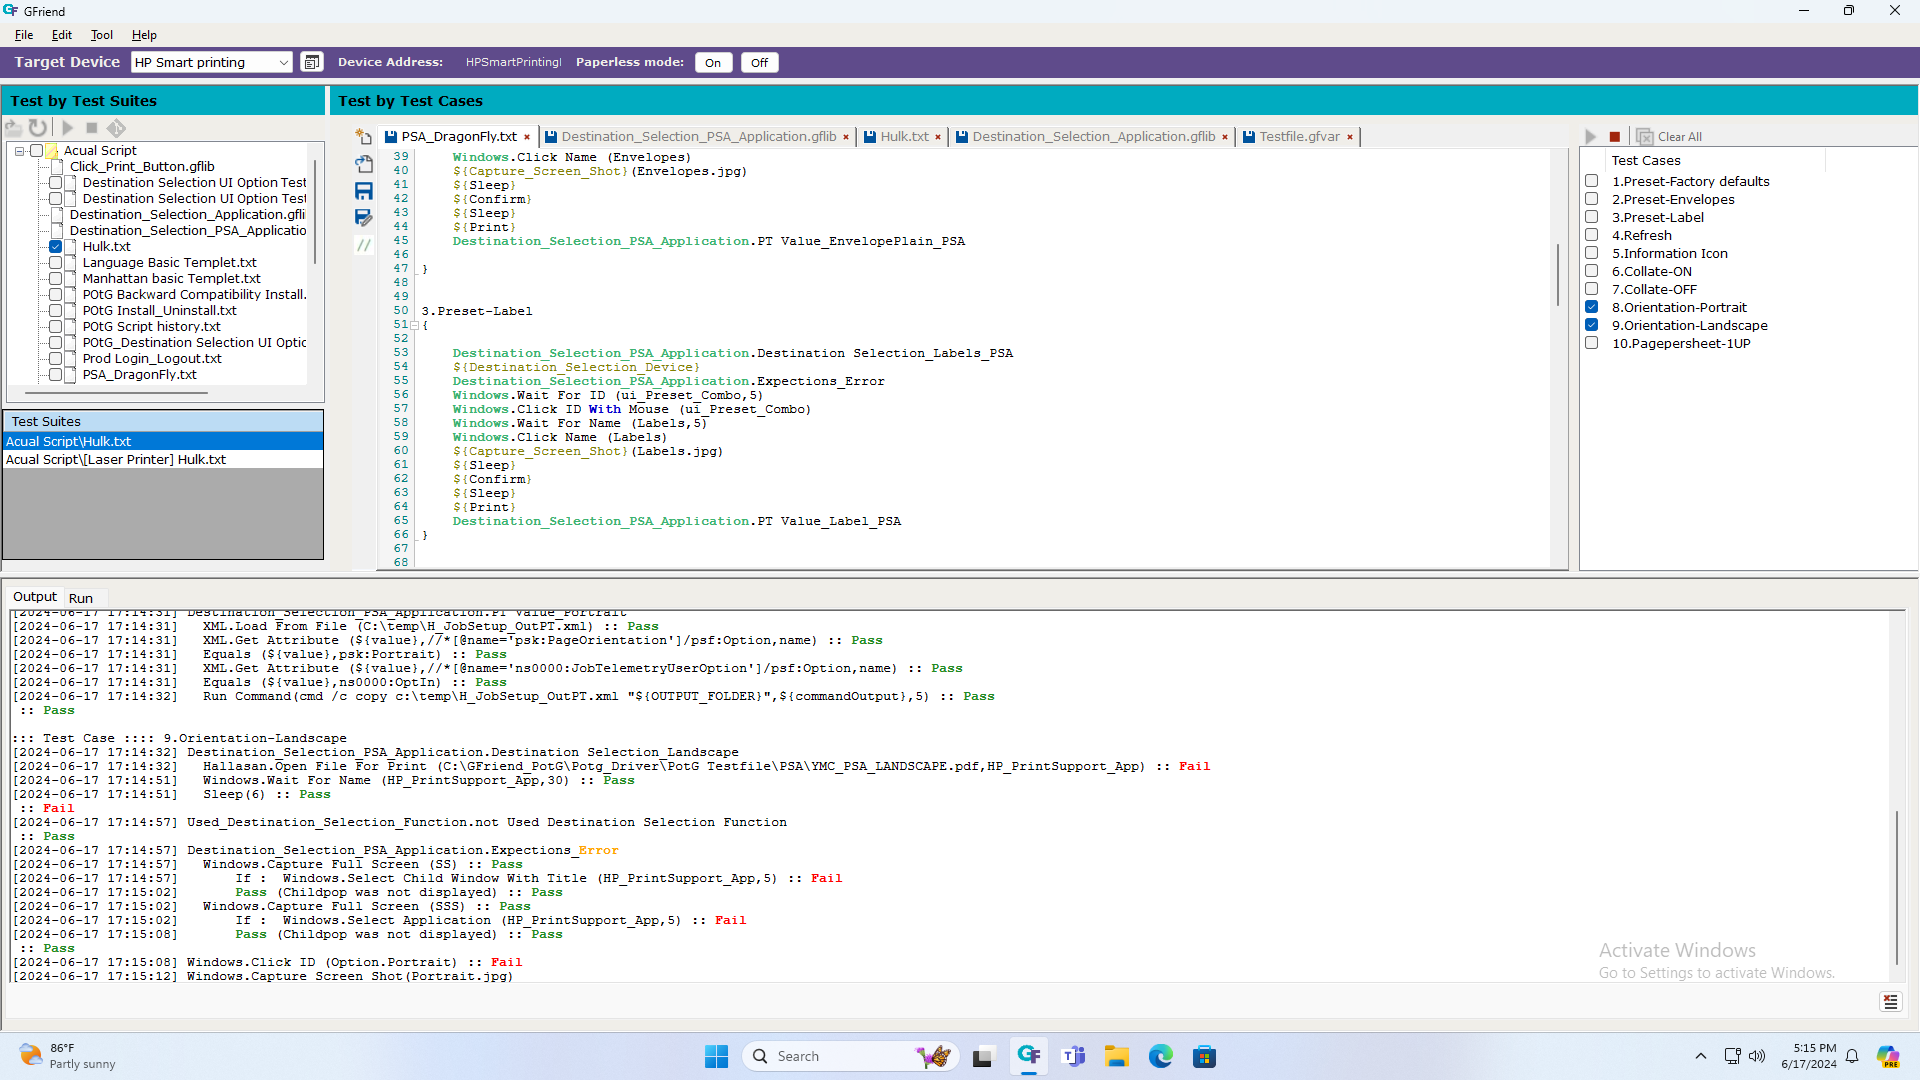 GFriend
File Edit Tool Help
Target Device HP Smart printing Device Address: HPSmartPrintingl Paperless mode: On Off
Test by Test Suites
Test by Test Cases
Acual Script
Click_Print_Button.gflib
Destination Selection UI Option Test
Destination Selection UI Option Test
Destination_Selection_Application.gfli
Destination_Selection_PSA_Applicatio
Hulk.txt
Language Basic Templet.txt
Manhattan basic Templet.txt
POtG Backward Compatibility Install.
POtG Install_Uninstall.txt
POtG Script history.txt
POtG_Destination Selection UI Optic
Prod Login_Logout.txt
PSA_DragonFly.txt
Test Suites
Acual Script\Hulk.txt
Acual Script\[Laser Printer] Hulk.txt
PSA_DragonFly.txt Destination_Selection_PSA_Application.gflib Hulk.txt Destination_Selection_Application.gflib Testfile.gfvar
39 Windows.Click Name (Envelopes)
40 ${Capture_Screen_Shot}(Envelopes.jpg)
41 ${Sleep}
42 ${Confirm}
43 ${Sleep}
44 ${Print}
45 Destination_Selection_PSA_Application.PT Value_EnvelopePlain_PSA
46
47 }
48
49
50 3.Preset-Label
51 {
52
53 Destination_Selection_PSA_Application.Destination Selection_Labels_PSA
54 ${Destination_Selection_Device}
55 Destination_Selection_PSA_Application.Expections_Error
56 Windows.Wait For ID (ui_Preset_Combo,5)
57 Windows.Click ID With Mouse (ui_Preset_Combo)
58 Windows.Wait For Name (Labels,5)
59 Windows.Click Name (Labels)
60 ${Capture_Screen_Shot}(Labels.jpg)
61 ${Sleep}
62 ${Confirm}
63 ${Sleep}
64 ${Print}
65 Destination_Selection_PSA_Application.PT Value_Label_PSA
66 }
67
68
Clear All
Test Cases
1.Preset-Factory defaults
2.Preset-Envelopes
3.Preset-Label
4.Refresh
5.Information Icon
6.Collate-ON
7.Collate-OFF
8.Orientation-Portrait
9.Orientation-Landscape
10.Pagepersheet-1UP
Output Run
[2024-06-17 17:14:31] Destination_Selection_PSA_Application.PT Value_Portrait
[2024-06-17 17:14:31] XML.Load From File (C:\temp\H_JobSetup_OutPT.xml) :: Pass
[2024-06-17 17:14:31] XML.Get Attribute (${value},//*[@name='psk:PageOrientation']/psf:Option,name) :: Pass
[2024-06-17 17:14:31] Equals (${value},psk:Portrait) :: Pass
[2024-06-17 17:14:31] XML.Get Attribute (${value},//*[@name='ns0000:JobTelemetryUserOption']/psf:Option,name) :: Pass
[2024-06-17 17:14:31] Equals (${value},ns0000:OptIn) :: Pass
[2024-06-17 17:14:32] Run Command(cmd /c copy c:\temp\H_JobSetup_OutPT.xml "${OUTPUT_FOLDER}",${commandOutput},5) :: Pass
:: Pass
::: Test Case :::: 9.Orientation-Landscape
[2024-06-17 17:14:32] Destination_Selection_PSA_Application.Destination Selection_Landscape
[2024-06-17 17:14:32] Hallasan.Open File For Print (C:\GFriend_PotG\Potg_Driver\PotG Testfile\PSA\YMC_PSA_LANDSCAPE.pdf,HP_PrintSupport_App) :: Fail
[2024-06-17 17:14:51] Windows.Wait For Name (HP_PrintSupport_App,30) :: Pass
[2024-06-17 17:14:51] Sleep(6) :: Pass
:: Fail
[2024-06-17 17:14:57] Used_Destination_Selection_Function.not Used Destination Selection Function
:: Pass
[2024-06-17 17:14:57] Destination_Selection_PSA_Application.Expections_Error
[2024-06-17 17:14:57] Windows.Capture Full Screen (SS) :: Pass
[2024-06-17 17:14:57] If : Windows.Select Child Window With Title (HP_PrintSupport_App,5) :: Fail
[2024-06-17 17:15:02] Pass (Childpop was not displayed) :: Pass
[2024-06-17 17:15:02] Windows.Capture Full Screen (SSS) :: Pass
[2024-06-17 17:15:02] If : Windows.Select Application (HP_PrintSupport_App,5) :: Fail
[2024-06-17 17:15:08] Pass (Childpop was not displayed) :: Pass
:: Pass
[2024-06-17 17:15:08] Windows.Click ID (Option.Portrait) :: Fail
[2024-06-17 17:15:12] Windows.Capture Screen Shot(Portrait.jpg)
Activate Windows
Go to Settings to activate Windows.
86°F
Partly sunny
Search
5:15 PM
6/17/2024
PRE